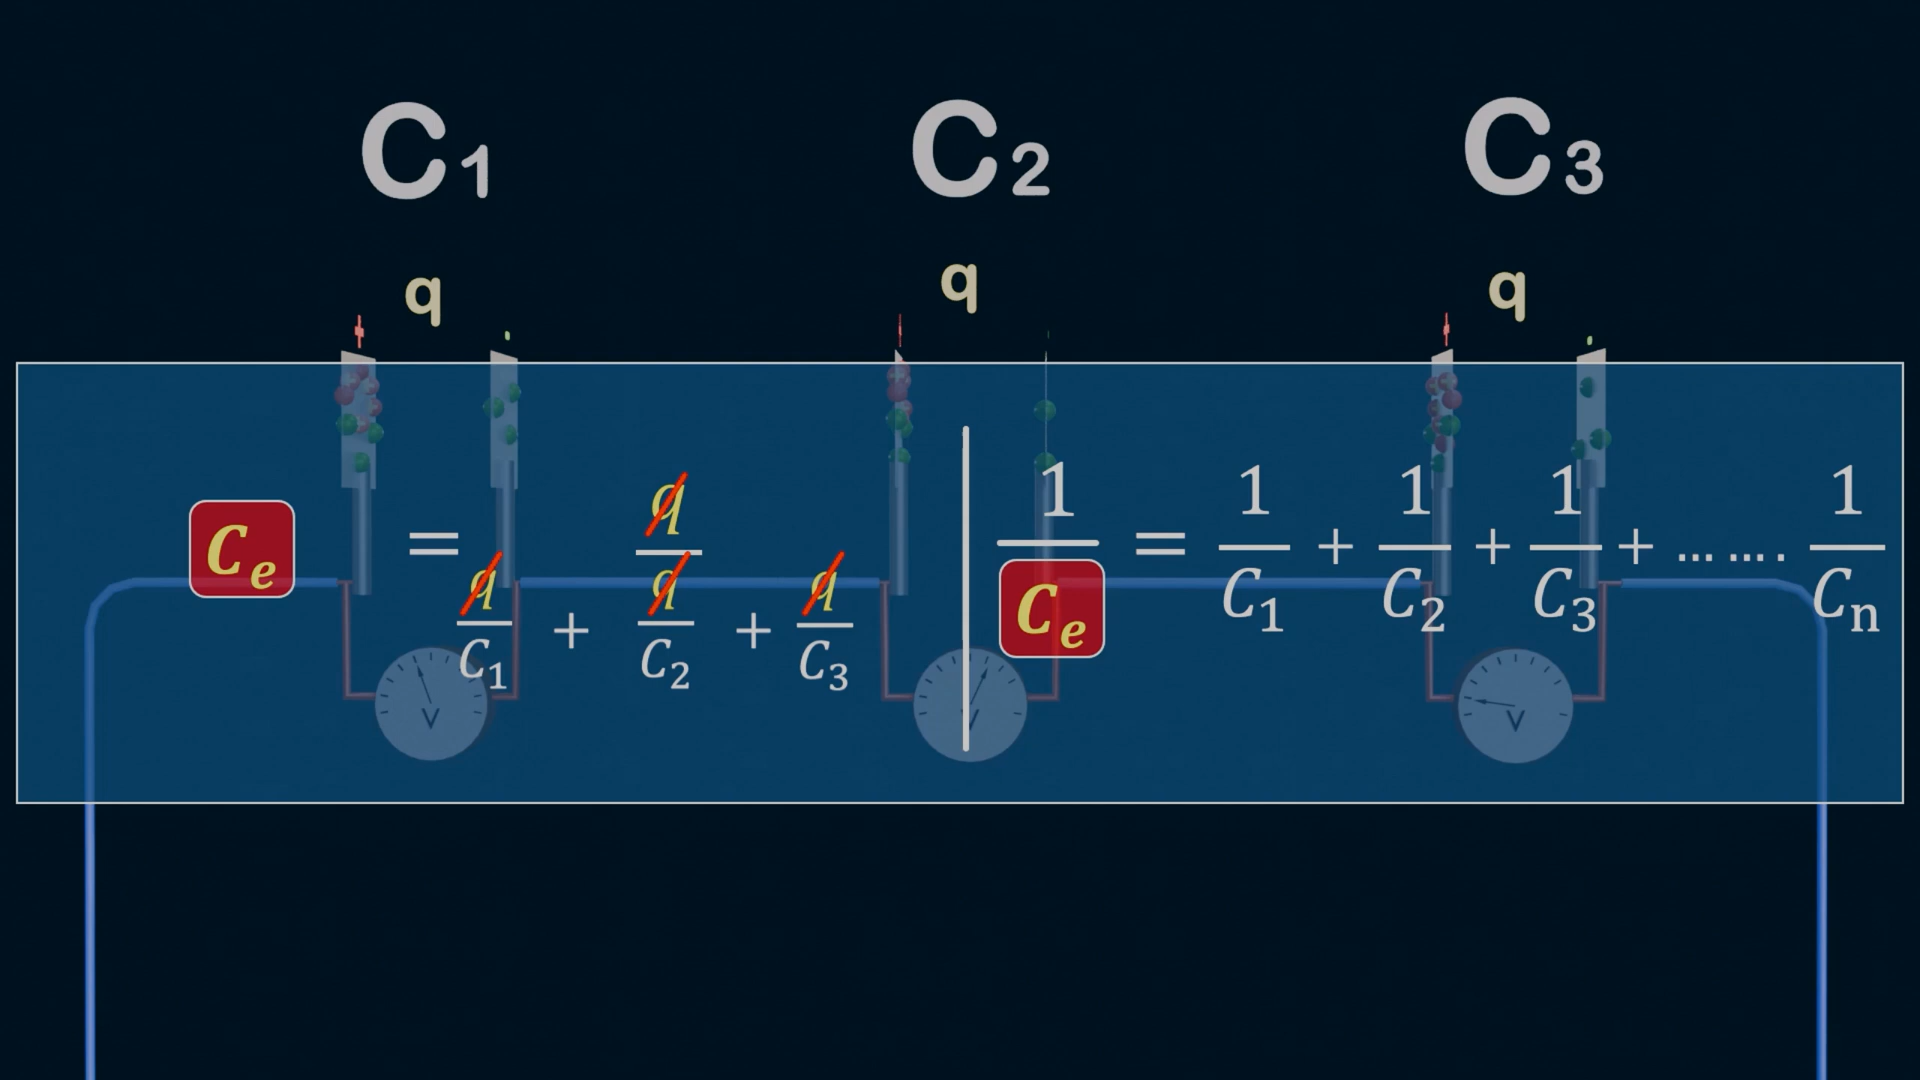 C₁ C₂ C₃
q q q
Cₑ = q / (q/C₁ + q/C₂ + q/C₃)
1/Cₑ = 1/C₁ + 1/C₂ + 1/C₃ + ........ 1/Cₙ
V V V